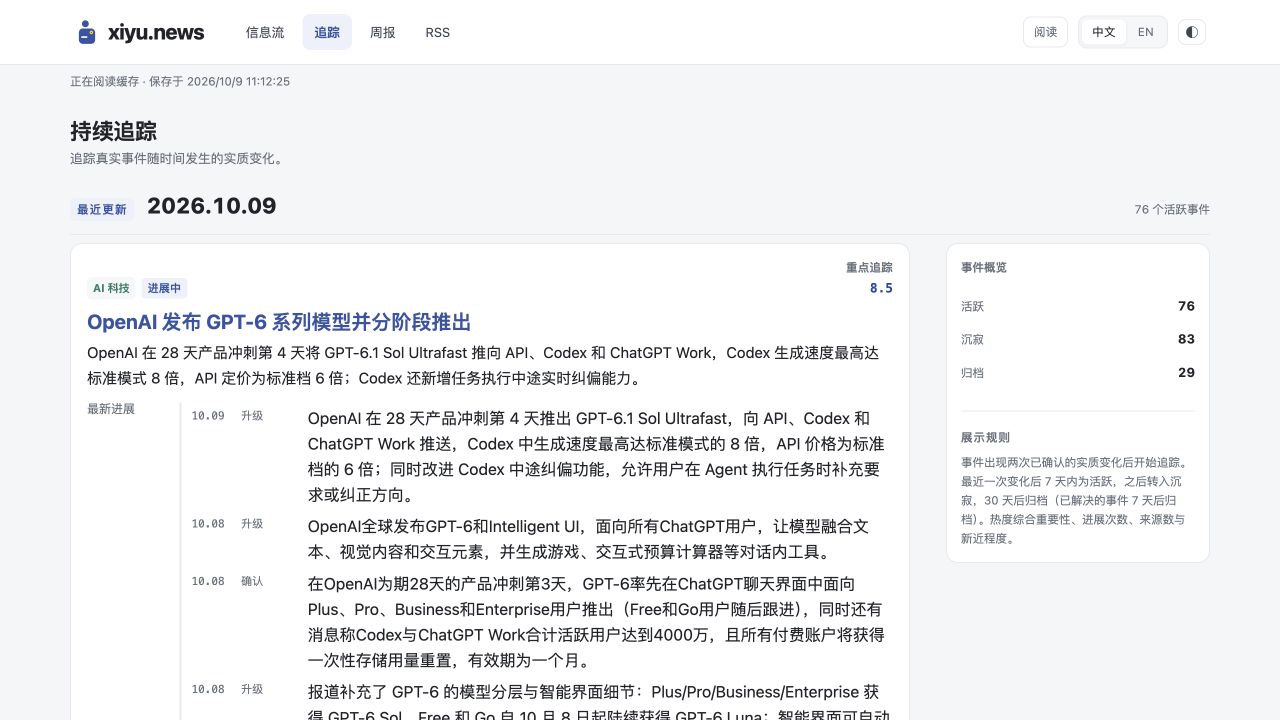 xiyu.news
信息流
追踪
周报
RSS
阅读
中文
EN
正在阅读缓存 · 保存于 2026/10/9 11:12:25
持续追踪
追踪真实事件随时间发生的实质变化。
最近更新 2026.10.09
76 个活跃事件
重点追踪
8.5
AI 科技
进展中
OpenAI 发布 GPT-6 系列模型并分阶段推出
OpenAI 在 28 天产品冲刺第 4 天将 GPT-6.1 Sol Ultrafast 推向 API、Codex 和 ChatGPT Work，Codex 生成速度最高达
标准模式 8 倍，API 定价为标准档 6 倍；Codex 还新增任务执行中途实时纠偏能力。
最新进展
10.09 升级
OpenAI 在 28 天产品冲刺第 4 天推出 GPT-6.1 Sol Ultrafast，向 API、Codex 和
ChatGPT Work 推送，Codex 中生成速度最高达标准模式的 8 倍，API 价格为标准
档的 6 倍；同时改进 Codex 中途纠偏功能，允许用户在 Agent 执行任务时补充要
求或纠正方向。
10.08 升级
OpenAI全球发布GPT-6和Intelligent UI，面向所有ChatGPT用户，让模型融合文
本、视觉内容和交互元素，并生成游戏、交互式预算计算器等对话内工具。
10.08 确认
在OpenAI为期28天的产品冲刺第3天，GPT-6率先在ChatGPT聊天界面中面向
Plus、Pro、Business和Enterprise用户推出（Free和Go用户随后跟进），同时还有
消息称Codex与ChatGPT Work合计活跃用户达到4000万，且所有付费账户将获得
一次性存储用量重置，有效期为一个月。
10.08 升级
报道补充了 GPT-6 的模型分层与智能界面细节：Plus/Pro/Business/Enterprise 获
得 GPT-6 Sol，Free 和 Go 自 10 月 8 日起陆续获得 GPT-6 Luna；智能界面可自动
事件概览
活跃 76
沉寂 83
归档 29
展示规则
事件出现两次已确认的实质变化后开始追踪。
最近一次变化后 7 天内为活跃，之后转入沉
寂，30 天后归档（已解决的事件 7 天后归
档）。热度综合重要性、进展次数、来源数与
新近程度。